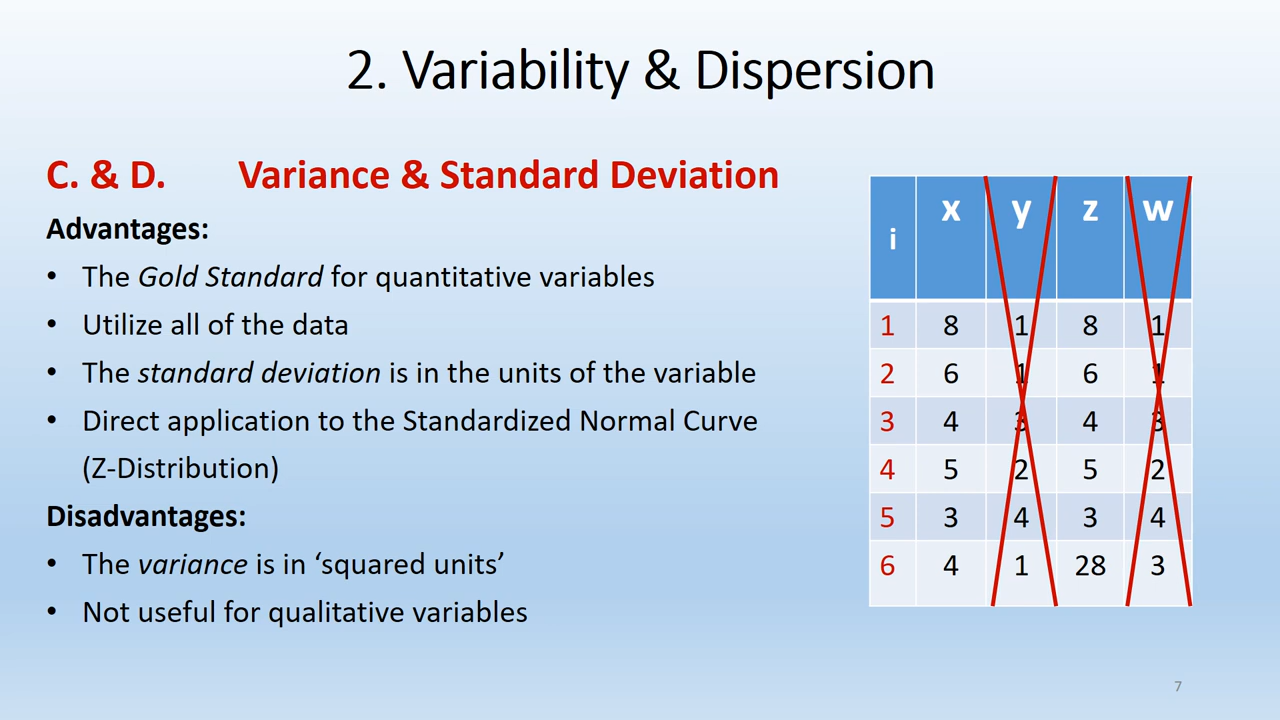 2. Variability & Dispersion
C. & D. Variance & Standard Deviation
Advantages:
• The Gold Standard for quantitative variables
• Utilize all of the data
• The standard deviation is in the units of the variable
• Direct application to the Standardized Normal Curve
(Z-Distribution)
Disadvantages:
• The variance is in ‘squared units’
• Not useful for qualitative variables
i x y z w
1 8 1 8 1
2 6 1 6 1
3 4 3 4 3
4 5 2 5 2
5 3 4 3 4
6 4 1 28 3
7